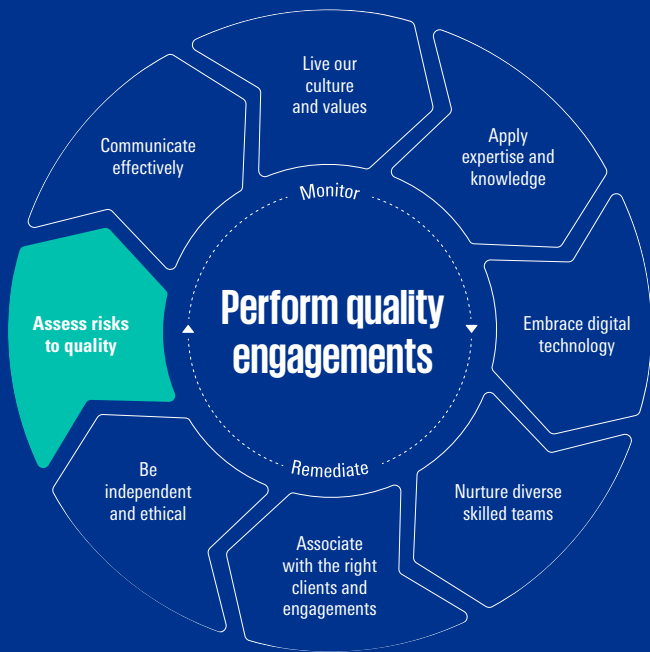 Live our
culture
and values
Apply
expertise and
knowledge
Embrace digital
technology
Nurture diverse
skilled teams
Associate
with the right
clients and
engagements
Be
independent
and ethical
Assess risks
to quality
Communicate
effectively
Monitor
Perform quality
engagements
Remediate